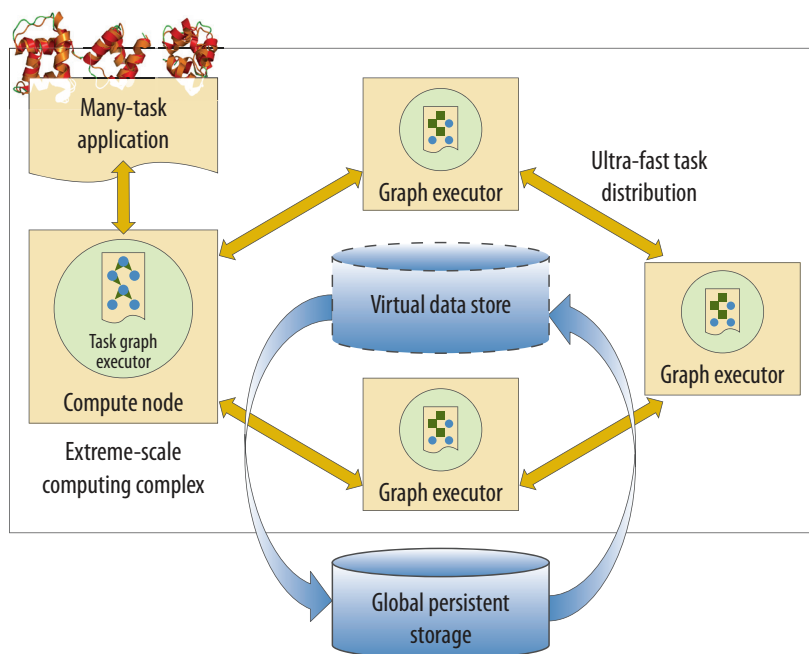 Many-task
application
Graph executor
Ultra-fast task
distribution
Virtual data store
Task graph
executor
Compute node
Graph executor
Extreme-scale
computing complex
Graph executor
Global persistent
storage